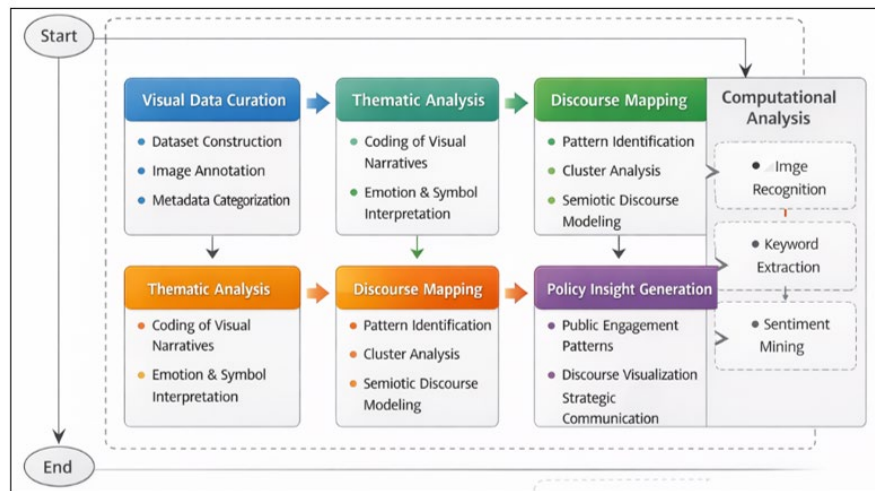 Start
Visual Data Curation
Dataset Construction
Image Annotation
Metadata Categorization
Thematic Analysis
Coding of Visual
Narratives
Emotion & Symbol
Interpretation
Discourse Mapping
Pattern Identification
Cluster Analysis
Semiotic Discourse
Modeling
Computational
Analysis
Imge
Recognition
Keyword
Extraction
Sentiment
Mining
Thematic Analysis
Coding of Visual
Narratives
Emotion & Symbol
Interpretation
Discourse Mapping
Pattern Identification
Cluster Analysis
Semiotic Discourse
Modeling
Policy Insight Generation
Public Engagement
Patterns
Discourse Visualization
Strategic
Communication
End